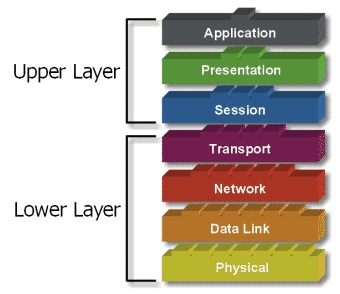 Application
Upper Layer
Presentation
Session
Transport
Network
Lower Layer
Data Link
Physical